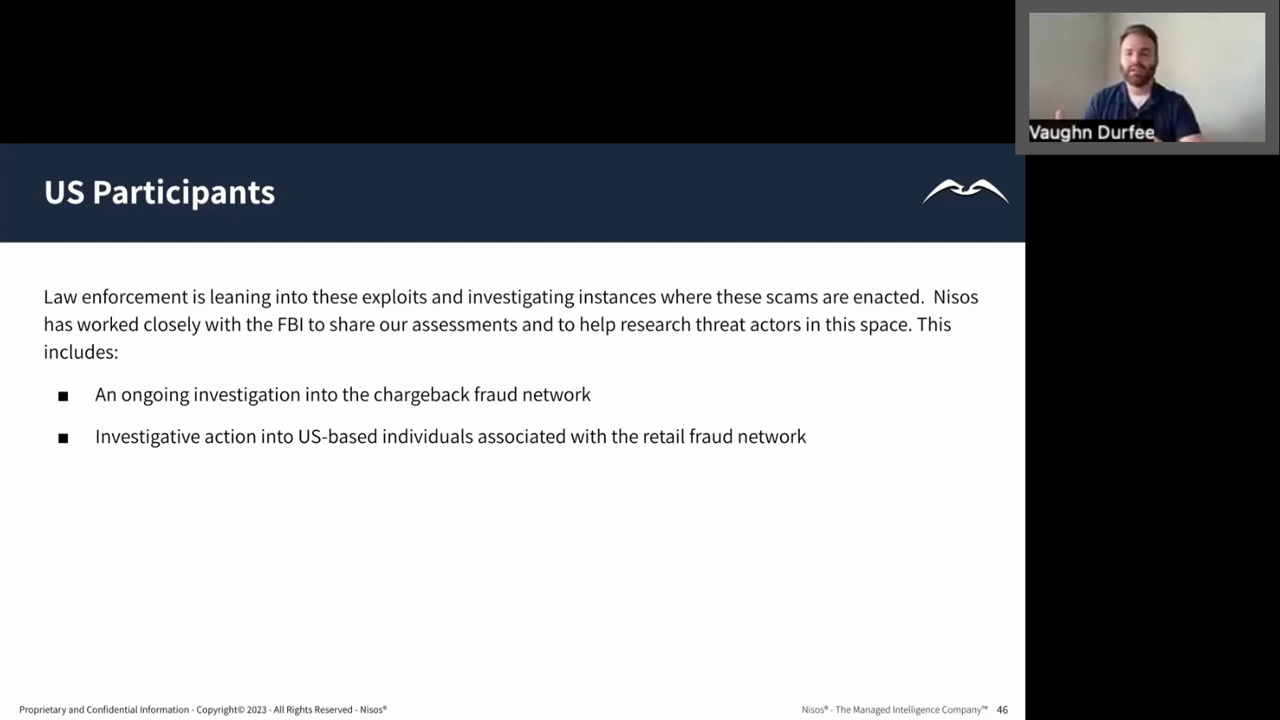 Vaughn Durfee
US Participants
Law enforcement is leaning into these exploits and investigating instances where these scams are enacted.  Nisos
has worked closely with the FBI to share our assessments and to help research threat actors in this space. This
includes:
■ An ongoing investigation into the chargeback fraud network
■ Investigative action into US-based individuals associated with the retail fraud network
Proprietary and Confidential Information - Copyright© 2023 - All Rights Reserved - Nisos®
Nisos® - The Managed Intelligence Company™ 46